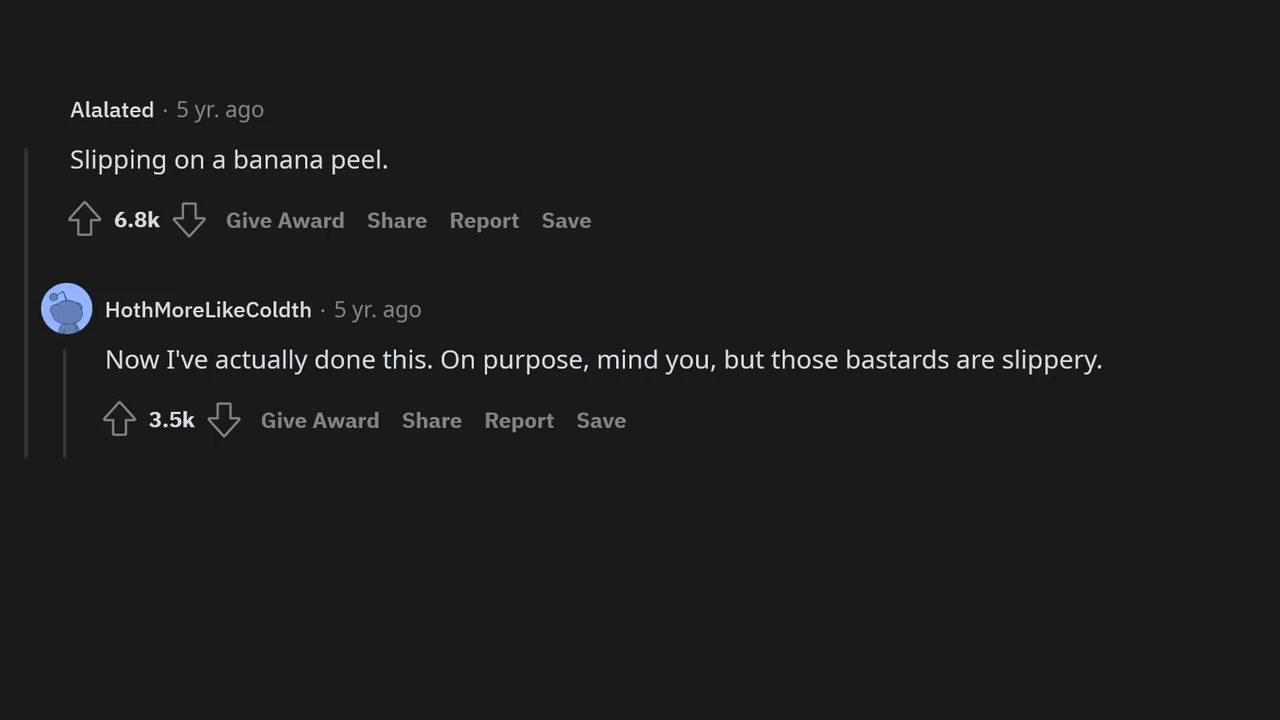 Alalated · 5 yr. ago
Slipping on a banana peel.
6.8k Give Award Share Report Save
HothMoreLikeColdth · 5 yr. ago
Now I've actually done this. On purpose, mind you, but those bastards are slippery.
3.5k Give Award Share Report Save